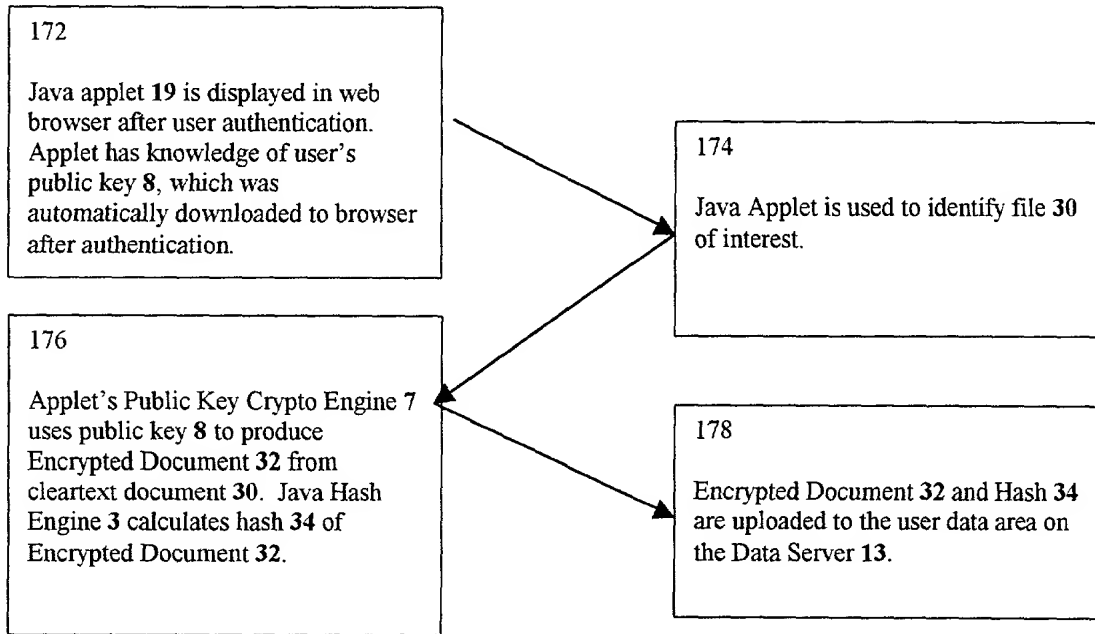 172
Java applet 19 is displayed in web
browser after user authentication.
Applet has knowledge of user's
public key 8, which was
automatically downloaded to browser
after authentication.
174
Java Applet is used to identify file 30
of interest.
176
Applet's Public Key Crypto Engine 7
uses public key 8 to produce
Encrypted Document 32 from
cleartext document 30. Java Hash
Engine 3 calculates hash 34 of
Encrypted Document 32.
178
Encrypted Document 32 and Hash 34
are uploaded to the user data area on
the Data Server 13.